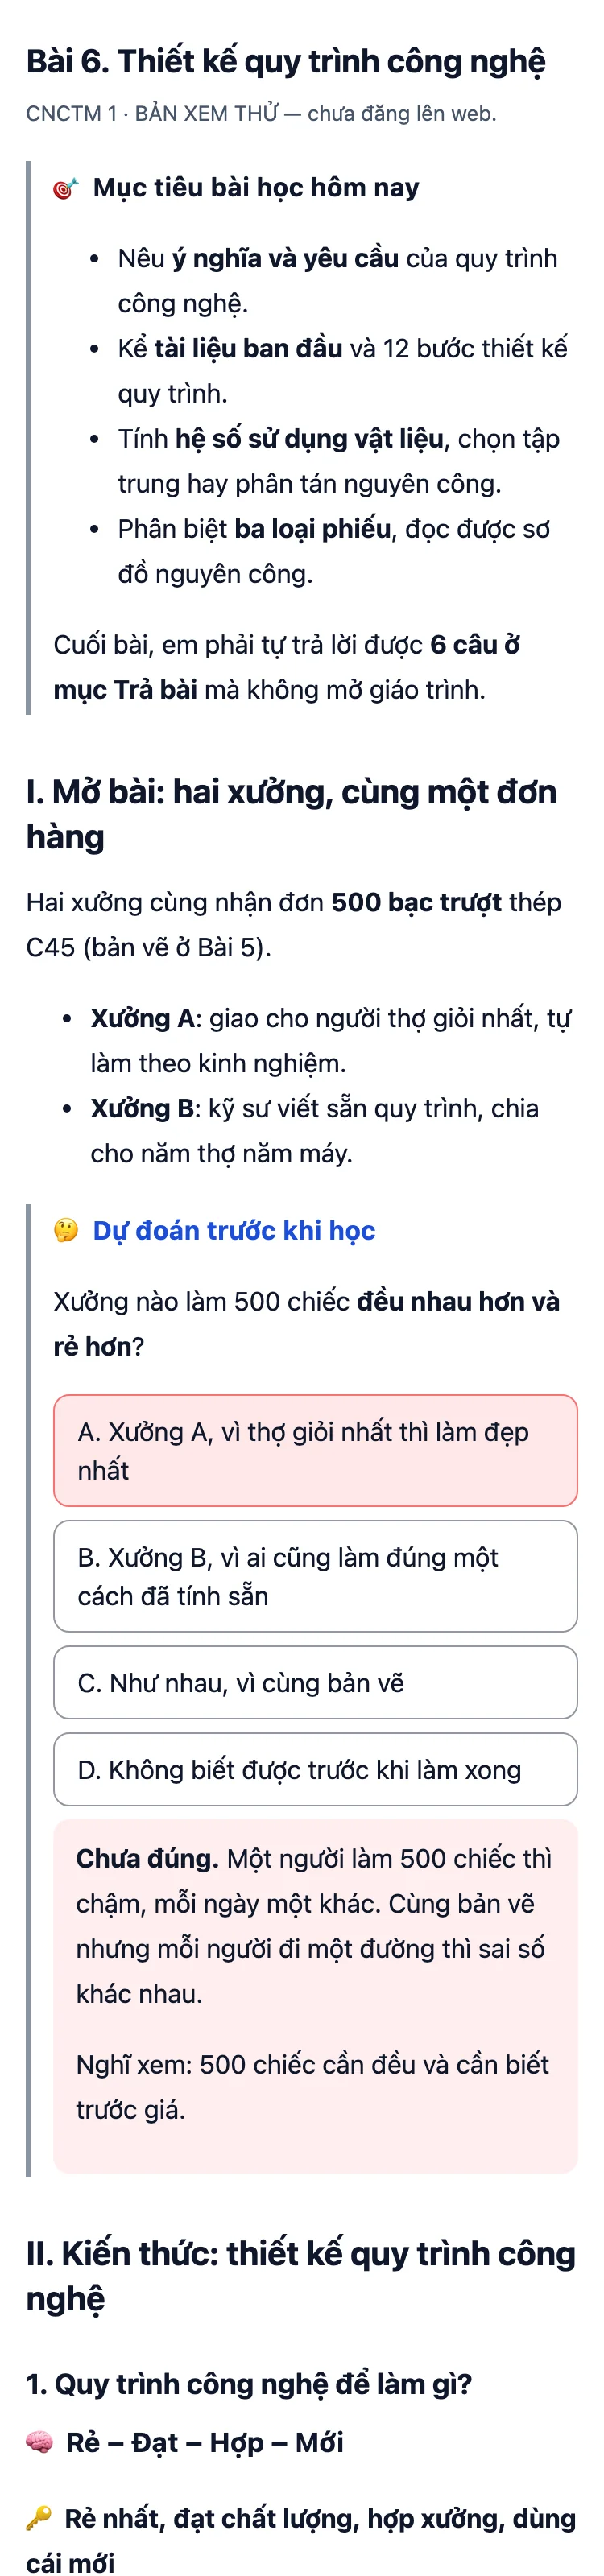 Bài 6. Thiết kế quy trình công nghệ
CNCTM 1 · BẢN XEM THỬ — chưa đăng lên web.
Mục tiêu bài học hôm nay
• Nêu ý nghĩa và yêu cầu của quy trình
công nghệ.
• Kể tài liệu ban đầu và 12 bước thiết kế
quy trình.
• Tính hệ số sử dụng vật liệu, chọn tập
trung hay phân tán nguyên công.
• Phân biệt ba loại phiếu, đọc được sơ
đồ nguyên công.
Cuối bài, em phải tự trả lời được 6 câu ở
mục Trả bài mà không mở giáo trình.
I. Mở bài: hai xưởng, cùng một đơn
hàng
Hai xưởng cùng nhận đơn 500 bạc trượt thép
C45 (bản vẽ ở Bài 5).
• Xưởng A: giao cho người thợ giỏi nhất, tự
làm theo kinh nghiệm.
• Xưởng B: kỹ sư viết sẵn quy trình, chia
cho năm thợ năm máy.
Dự đoán trước khi học
Xưởng nào làm 500 chiếc đều nhau hơn và
rẻ hơn?
A. Xưởng A, vì thợ giỏi nhất thì làm đẹp
nhất
B. Xưởng B, vì ai cũng làm đúng một
cách đã tính sẵn
C. Như nhau, vì cùng bản vẽ
D. Không biết được trước khi làm xong
Chưa đúng. Một người làm 500 chiếc thì
chậm, mỗi ngày một khác. Cùng bản vẽ
nhưng mỗi người đi một đường thì sai số
khác nhau.
Nghĩ xem: 500 chiếc cần đều và cần biết
trước giá.
II. Kiến thức: thiết kế quy trình công
nghệ
1. Quy trình công nghệ để làm gì?
Rẻ – Đạt – Hợp – Mới
Rẻ nhất, đạt chất lượng, hợp xưởng, dùng
cái mới